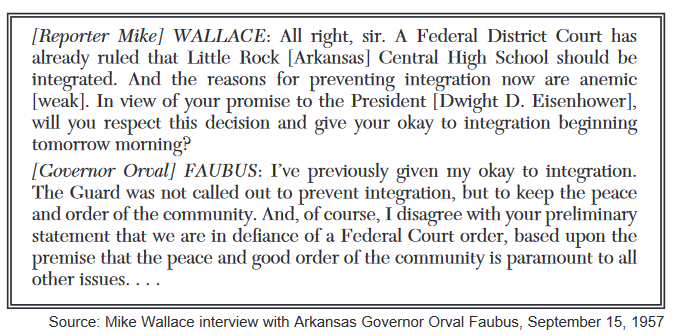 [Reporter Mike] WALLACE: All right, sir. A Federal District Court has
already ruled that Little Rock [Arkansas] Central High School should be
integrated. And the reasons for preventing integration now are anemic
[weak]. In view of your promise to the President [Dwight D. Eisenhower],
will you respect this decision and give your okay to integration beginning
tomorrow morning?
[Governor Orval] FAUBUS: I’ve previously given my okay to integration.
The Guard was not called out to prevent integration, but to keep the peace
and order of the community. And, of course, I disagree with your preliminary
statement that we are in defiance of a Federal Court order, based upon the
premise that the peace and good order of the community is paramount to all
other issues. . . .
Source: Mike Wallace interview with Arkansas Governor Orval Faubus, September 15, 1957